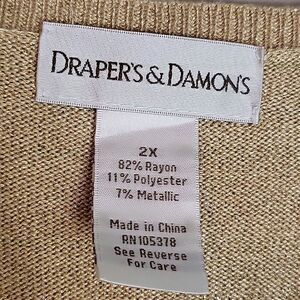 DRAPER'S & DAMON'S
2X
82% Rayon
11% Polyester
7% Metallic
Made in China
RN105378
See Reverse
For Care